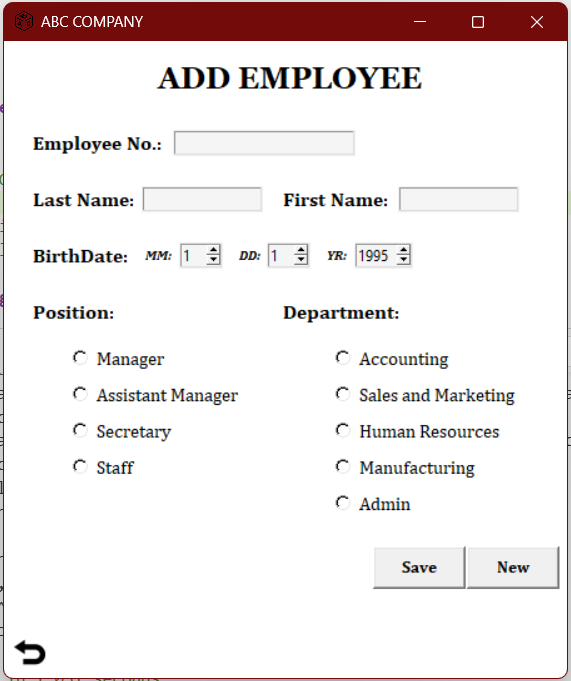 ABC COMPANY
ADD EMPLOYEE
Employee No.:
Last Name: First Name:
BirthDate: MM: 1 DD: 1 YR: 1995
Position: Department:
Manager Accounting
Assistant Manager Sales and Marketing
Secretary Human Resources
Staff Manufacturing
Admin
Save New